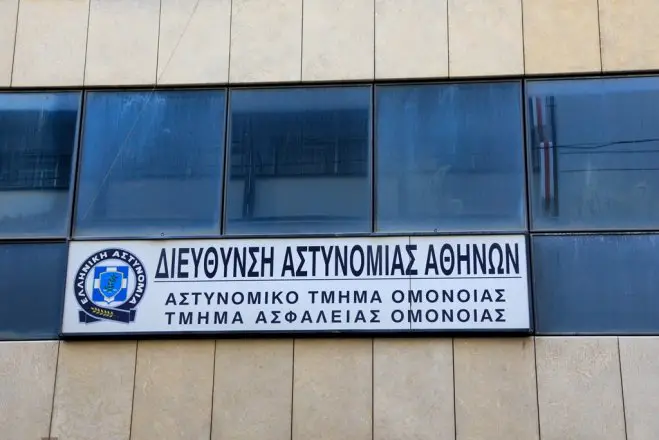 ΔΙΕΥΘΥΝΣΗ ΑΣΤΥΝΟΜΙΑΣ ΑΘΗΝΩΝ
ΑΣΤΥΝΟΜΙΚΟ ΤΜΗΜΑ ΟΜΟΝΟΙΑΣ
ΤΜΗΜΑ ΑΣΦΑΛΕΙΑΣ ΟΜΟΝΟΙΑΣ
ΕΛΛΗΝΙΚΗ ΑΣΤΥΝΟΜΙΑ